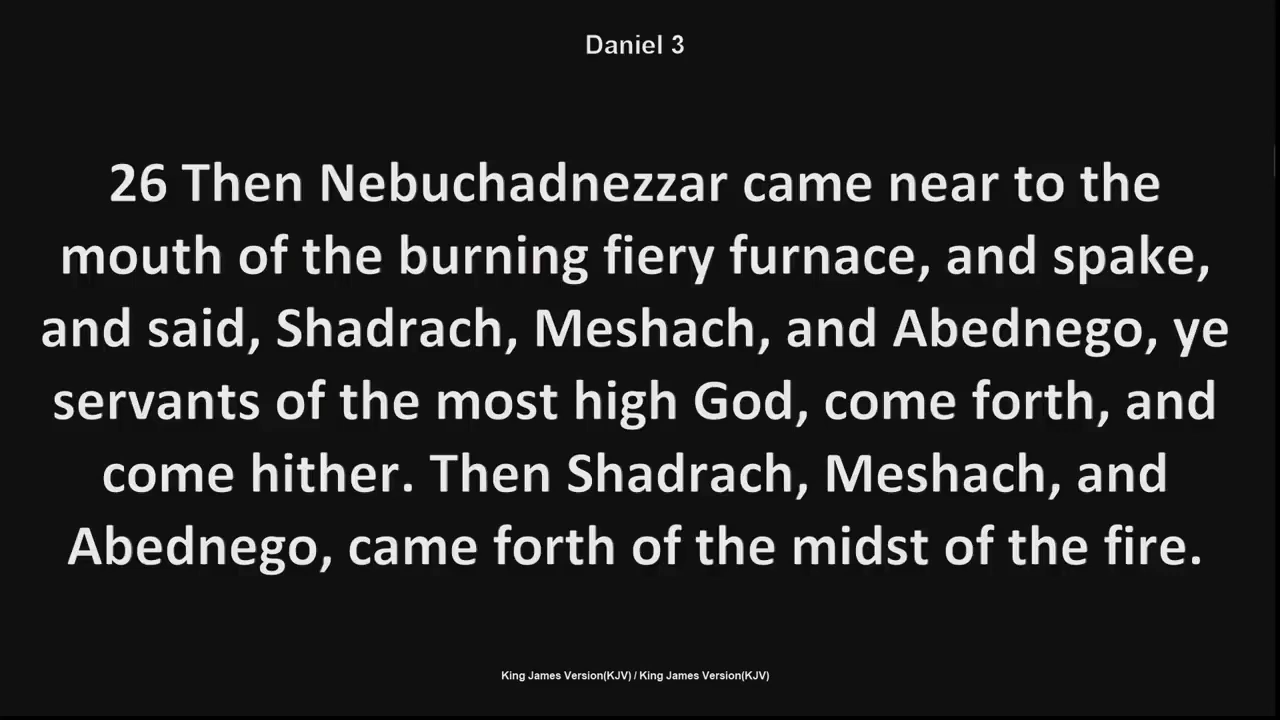 Daniel 3
26 Then Nebuchadnezzar came near to the
mouth of the burning fiery furnace, and spake,
and said, Shadrach, Meshach, and Abednego, ye
servants of the most high God, come forth, and
come hither. Then Shadrach, Meshach, and
Abednego, came forth of the midst of the fire.
King James Version(KJV) / King James Version(KJV)